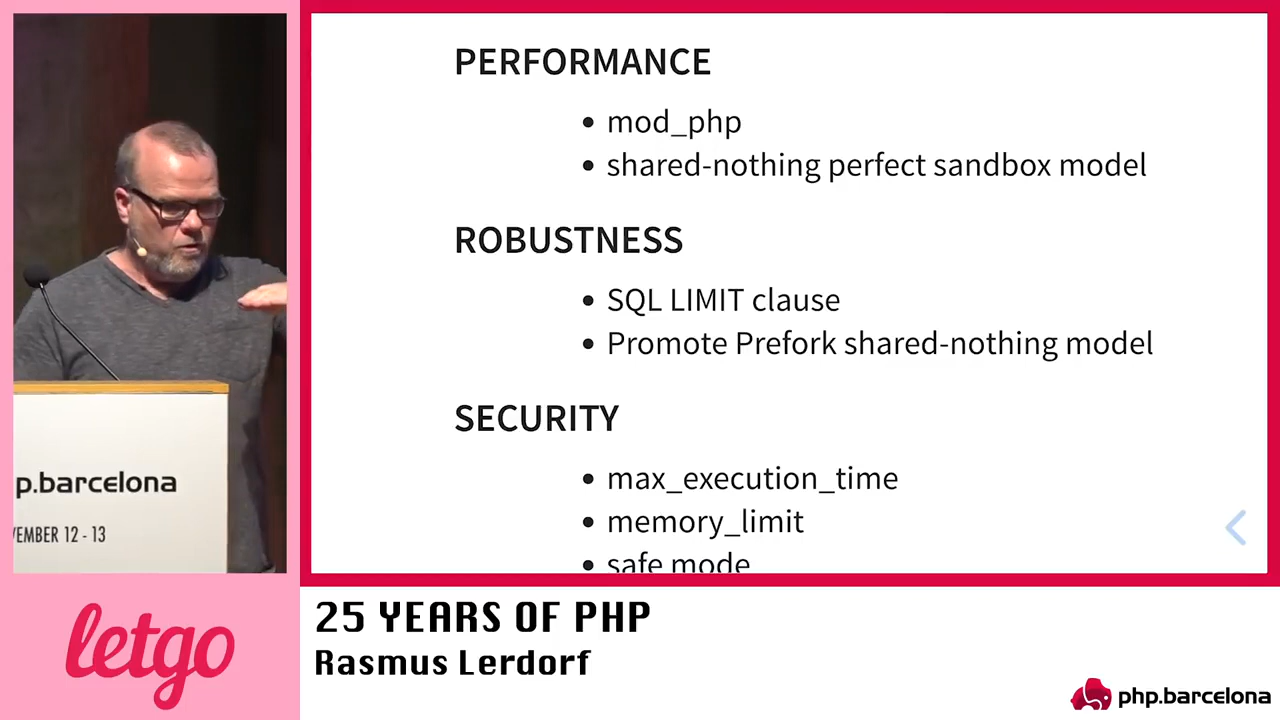 PERFORMANCE
mod_php
shared-nothing perfect sandbox model
ROBUSTNESS
SQL LIMIT clause
Promote Prefork shared-nothing model
SECURITY
max_execution_time
memory_limit
safe mode
p.barcelona
VEMBER 12 - 13
letgo
25 YEARS OF PHP
Rasmus Lerdorf
php.barcelona